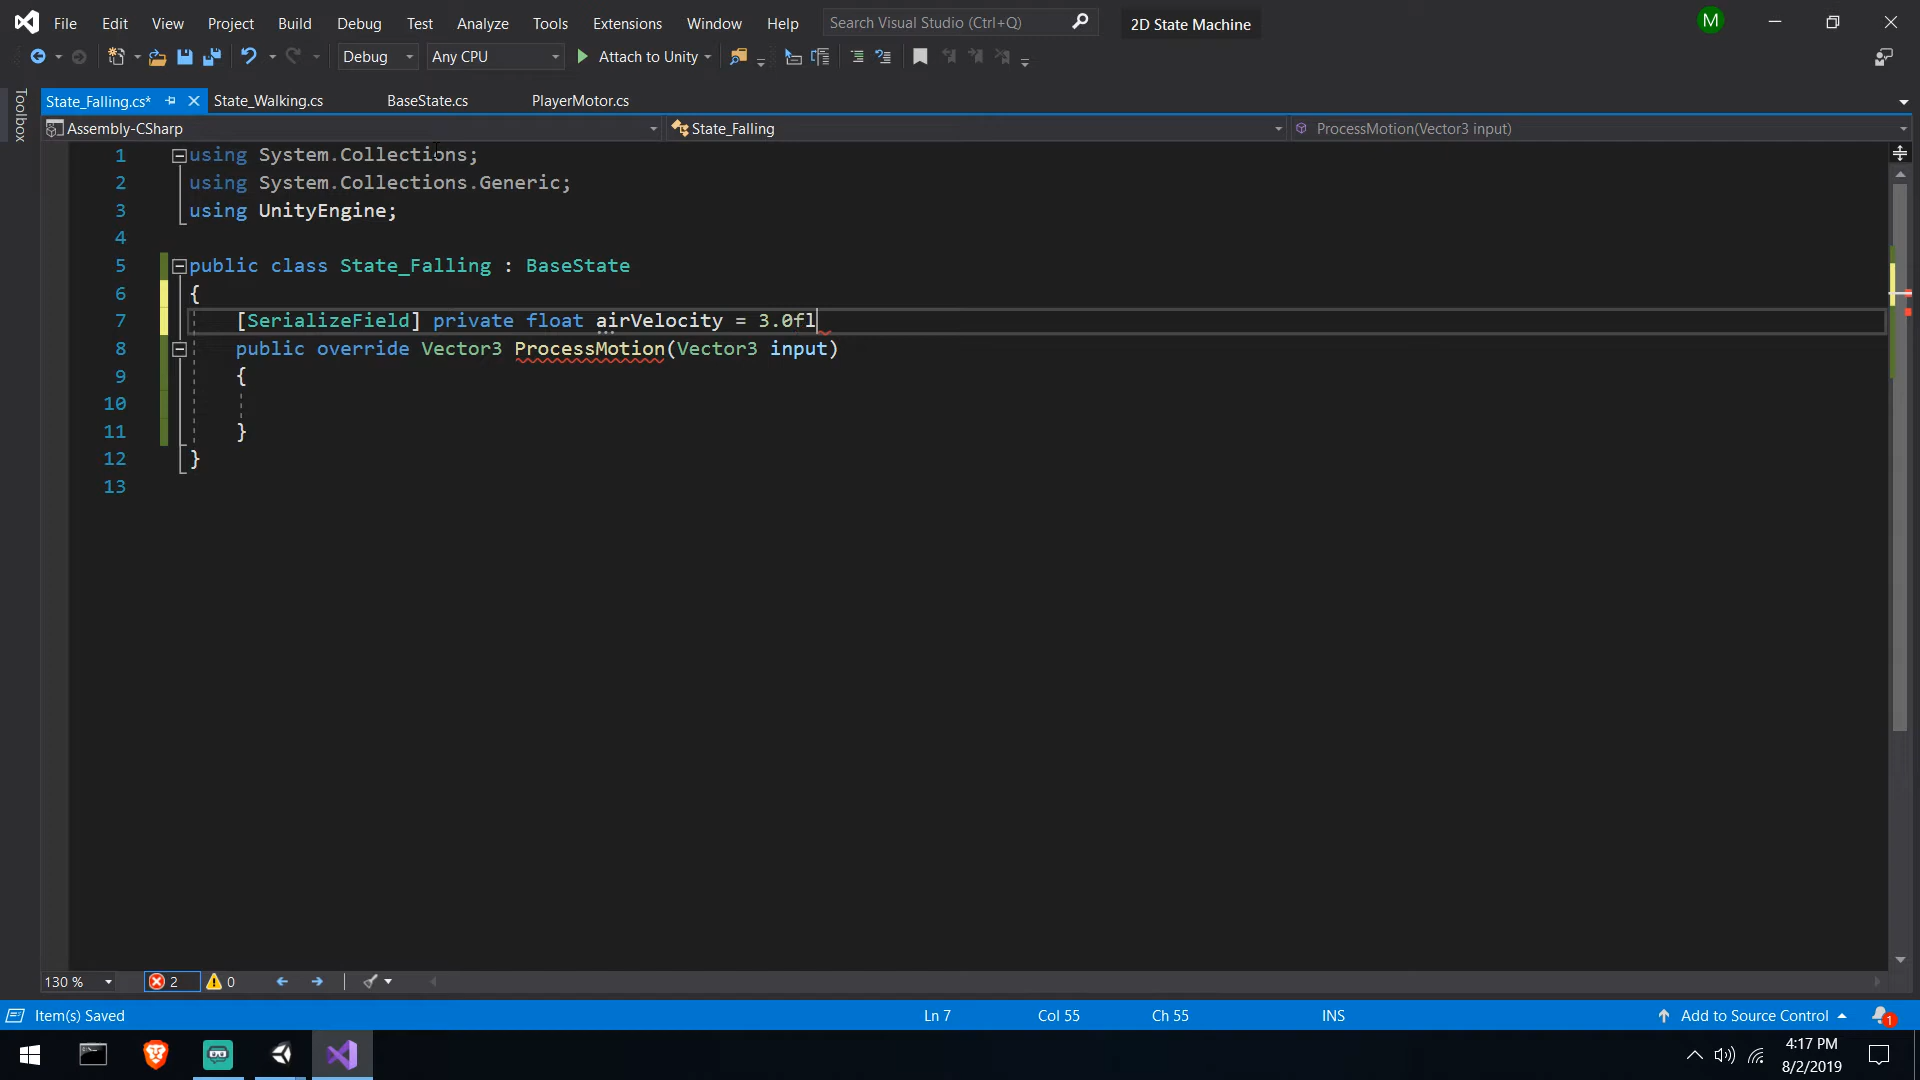 File Edit View Project Build Debug Test Analyze Tools Extensions Window Help Search Visual Studio (Ctrl+Q) 2D State Machine M
Debug Any CPU Attach to Unity
Toolbox
State_Falling.cs* State_Walking.cs BaseState.cs PlayerMotor.cs
Assembly-CSharp State_Falling ProcessMotion(Vector3 input)
1 using System.Collections;
2 using System.Collections.Generic;
3 using UnityEngine;
4
5 public class State_Falling : BaseState
6 {
7 [SerializeField] private float airVelocity = 3.0fl
8 public override Vector3 ProcessMotion(Vector3 input)
9 {
10
11 }
12 }
13
130 % 2 0
Item(s) Saved Ln 7 Col 55 Ch 55 INS Add to Source Control 1
4:17 PM
8/2/2019